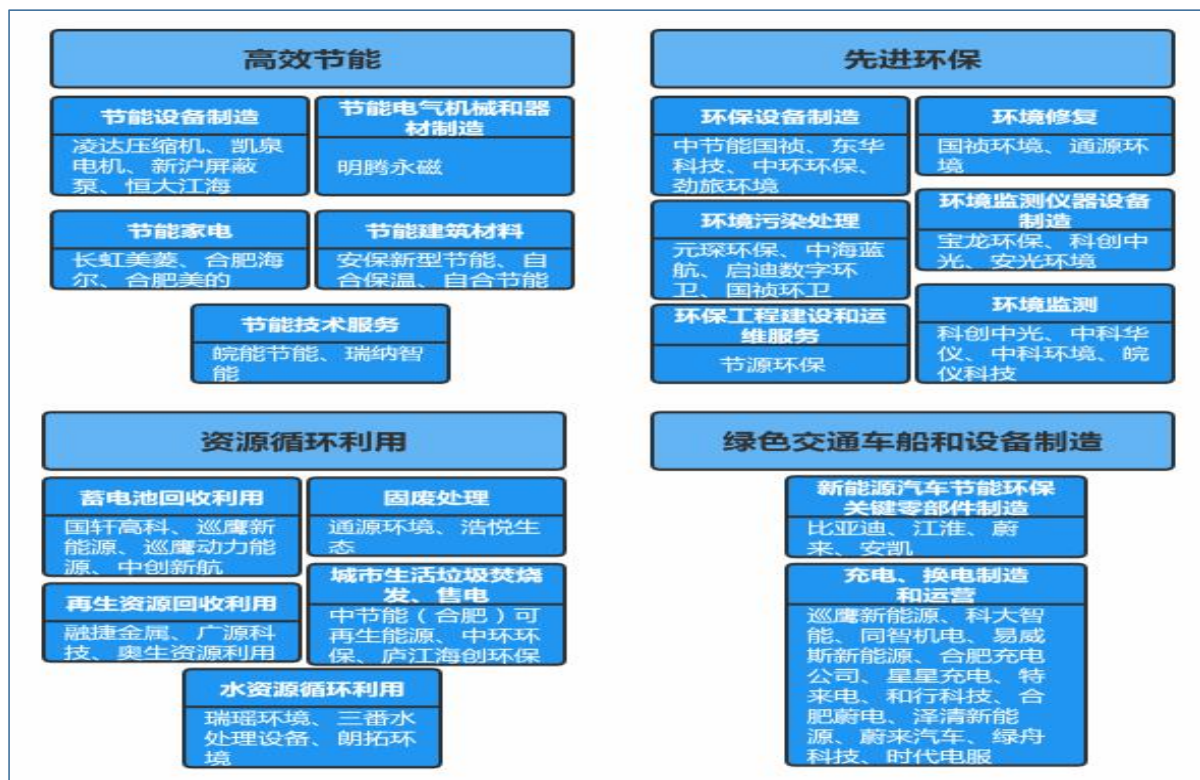 高效节能
节能设备制造
凌达压缩机、凯泉
电机、新沪屏蔽
泵、恒大江海
节能电气机械和器
材制造
明腾永磁
节能家电
长虹美菱、合肥海
尔、合肥美的
节能建筑材料
安保新型节能、自
合保温、自合节能
节能技术服务
皖能节能、瑞纳智
能
先进环保
环保设备制造
中节能国祯、东华
科技、中环环保、
劲旅环境
环境修复
国祯环境、通源环
境
环境污染处理
元琛环保、中海蓝
航、启迪数字环
卫、国祯环卫
环境监测仪器设备
制造
宝龙环保、科创中
光、安光环境
环保工程建设和运
维服务
节源环保
环境监测
科创中光、中科华
仪、中科环境、皖
仪科技
资源循环利用
蓄电池回收利用
国轩高科、巡鹰新
能源、巡鹰动力能
源、中创新航
固废处理
通源环境、浩悦生
态
再生资源回收利用
融捷金属、广源科
技、奥生资源利用
城市生活垃圾焚烧
发、售电
中节能（合肥）可
再生能源、中环环
保、庐江海创环保
水资源循环利用
瑞瑶环境、三番水
处理设备、朗拓环
境
绿色交通车船和设备制造
新能源汽车节能环保
关键零部件制造
比亚迪、江淮、蔚
来、安凯
充电、换电制造
和运营
巡鹰新能源、科大智
能、同智机电、易威
斯新能源、合肥充电
公司、星星充电、特
来电、和行科技、合
肥蔚电、泽清新能
源、蔚来汽车、绿舟
科技、时代电服